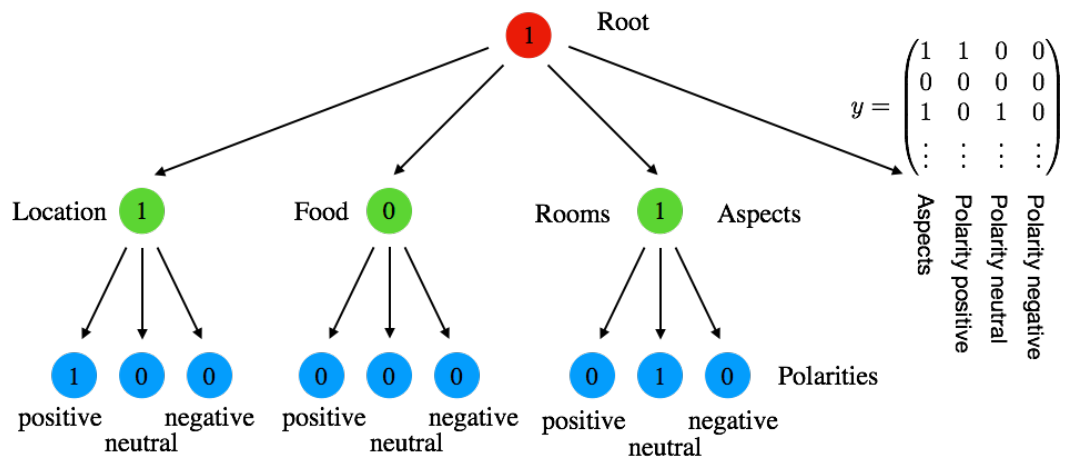 1 Root
y =
1 1 0 0
0 0 0 0
1 0 1 0
⋮ ⋮ ⋮ ⋮
Aspects
Polarity positive
Polarity neutral
Polarity negative
Location 1 Food 0 Rooms 1 Aspects
1 0 0 0 0 0 0 1 0 Polarities
positive negative positive negative positive negative
neutral neutral neutral